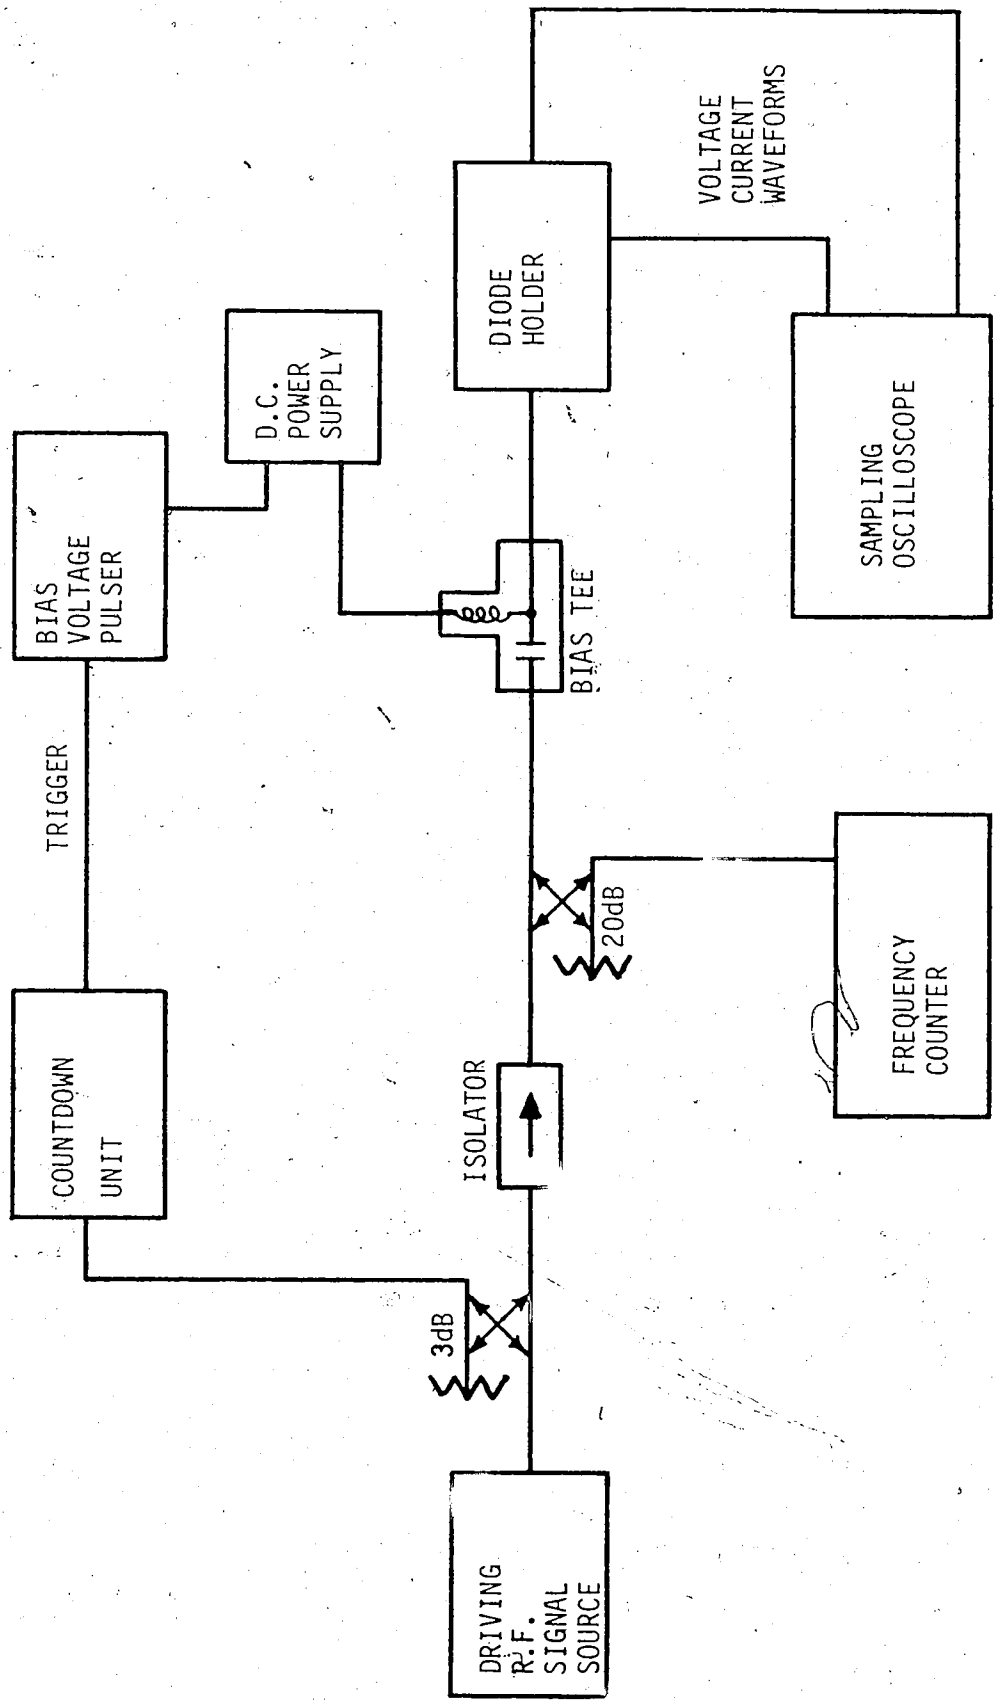 COUNTDOWN
UNIT
TRIGGER
BIAS
VOLTAGE
PULSER
D.C.
POWER
SUPPLY
DRIVING
R.F.
SIGNAL
SOURCE
3dB
ISOLATOR
20dB
BIAS TEE
DIODE
HOLDER
VOLTAGE
CURRENT
WAVEFORMS
FREQUENCY
COUNTER
SAMPLING
OSCILLOSCOPE